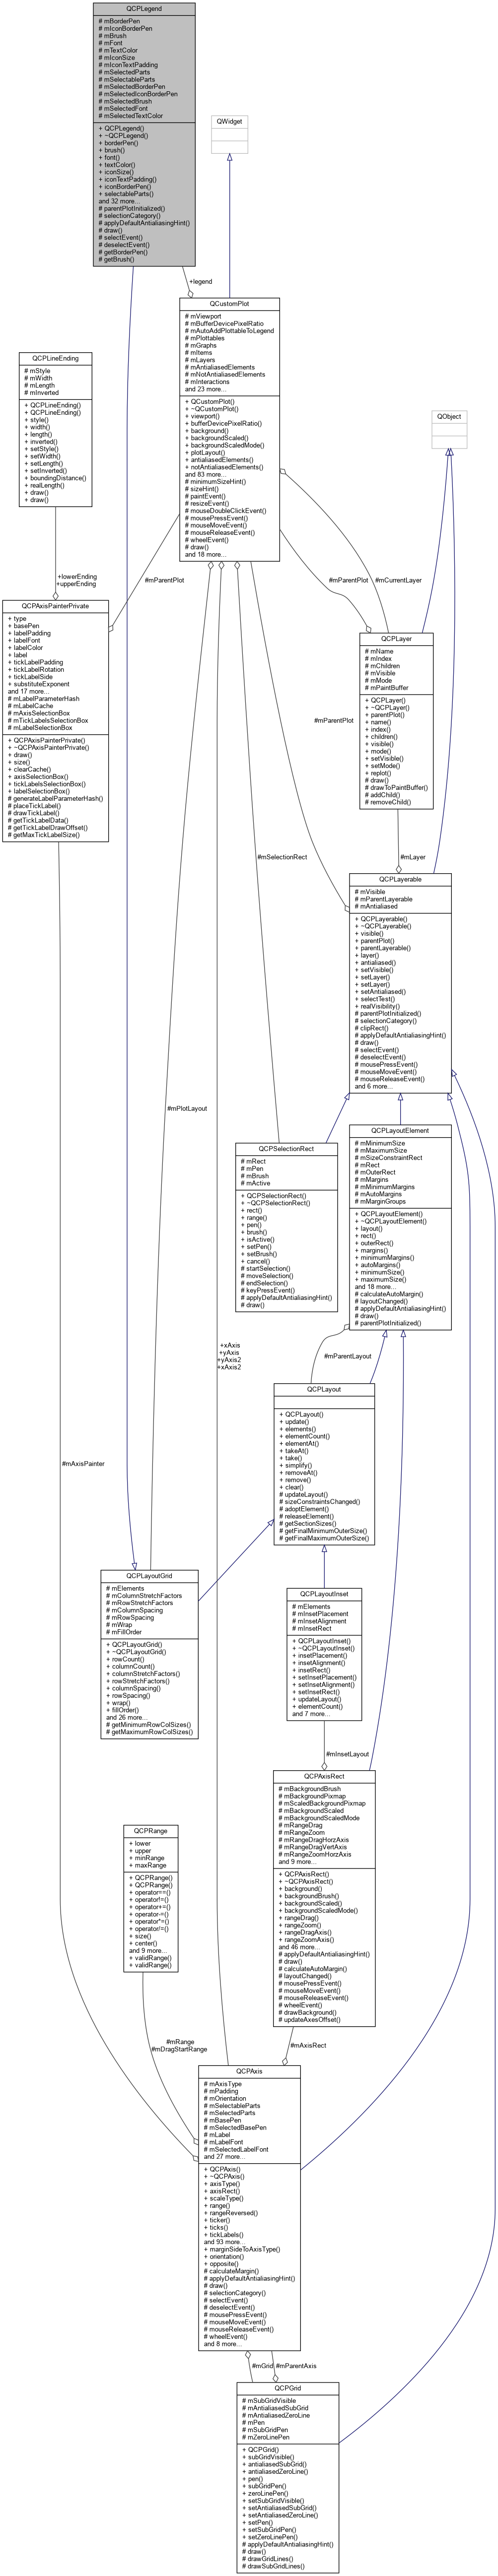 QCPLegend
# mBorderPen
# mIconBorderPen
# mBrush
# mFont
# mTextColor
# mIconSize
# mIconTextPadding
# mSelectedParts
# mSelectableParts
# mSelectedBorderPen
# mSelectedIconBorderPen
# mSelectedBrush
# mSelectedFont
# mSelectedTextColor
+ QCPLegend()
+ ~QCPLegend()
+ borderPen()
+ brush()
+ font()
+ textColor()
+ iconSize()
+ iconTextPadding()
+ iconBorderPen()
+ selectableParts()
and 32 more...
# parentPlotInitialized()
# selectionCategory()
# applyDefaultAntialiasingHint()
# draw()
# selectEvent()
# deselectEvent()
# getBorderPen()
# getBrush()
QWidget
+legend
QCustomPlot
# mViewport
# mBufferDevicePixelRatio
# mAutoAddPlottableToLegend
# mPlottables
# mGraphs
# mItems
# mLayers
# mAntialiasedElements
# mNotAntialiasedElements
# mInteractions
and 23 more...
+ QCustomPlot()
+ ~QCustomPlot()
+ viewport()
+ bufferDevicePixelRatio()
+ background()
+ backgroundScaled()
+ backgroundScaledMode()
+ plotLayout()
+ antialiasedElements()
+ notAntialiasedElements()
and 83 more...
# minimumSizeHint()
# sizeHint()
# paintEvent()
# resizeEvent()
# mouseDoubleClickEvent()
# mousePressEvent()
# mouseMoveEvent()
# mouseReleaseEvent()
# wheelEvent()
# draw()
and 18 more...
QCPLineEnding
# mStyle
# mWidth
# mLength
# mInverted
+ QCPLineEnding()
+ QCPLineEnding()
+ style()
+ width()
+ length()
+ inverted()
+ setStyle()
+ setWidth()
+ setLength()
+ setInverted()
+ boundingDistance()
+ realLength()
+ draw()
+ draw()
QObject
+lowerEnding
+upperEnding
#mParentPlot
#mParentPlot
#mCurrentLayer
QCPAxisPainterPrivate
+ type
+ basePen
+ labelPadding
+ labelFont
+ labelColor
+ label
+ tickLabelPadding
+ tickLabelRotation
+ tickLabelSide
+ substituteExponent
and 17 more...
# mLabelParameterHash
# mLabelCache
# mAxisSelectionBox
# mTickLabelsSelectionBox
# mLabelSelectionBox
+ QCPAxisPainterPrivate()
+ ~QCPAxisPainterPrivate()
+ draw()
+ size()
+ clearCache()
+ axisSelectionBox()
+ tickLabelsSelectionBox()
+ labelSelectionBox()
# generateLabelParameterHash()
# placeTickLabel()
# drawTickLabel()
# getTickLabelData()
# getTickLabelDrawOffset()
# getMaxTickLabelSize()
QCPLayer
# mName
# mIndex
# mChildren
# mVisible
# mMode
# mPaintBuffer
+ QCPLayer()
+ ~QCPLayer()
+ parentPlot()
+ name()
+ index()
+ children()
+ visible()
+ mode()
+ setVisible()
+ setMode()
+ replot()
# draw()
# drawToPaintBuffer()
# addChild()
# removeChild()
#mParentPlot
#mSelectionRect
#mLayer
QCPLayerable
# mVisible
# mParentLayerable
# mAntialiased
+ QCPLayerable()
+ ~QCPLayerable()
+ visible()
+ parentPlot()
+ parentLayerable()
+ layer()
+ antialiased()
+ setVisible()
+ setLayer()
+ setLayer()
+ setAntialiased()
+ selectTest()
+ realVisibility()
# parentPlotInitialized()
# selectionCategory()
# clipRect()
# applyDefaultAntialiasingHint()
# draw()
# selectEvent()
# deselectEvent()
# mousePressEvent()
# mouseMoveEvent()
# mouseReleaseEvent()
and 6 more...
#mPlotLayout
QCPSelectionRect
# mRect
# mPen
# mBrush
# mActive
+ QCPSelectionRect()
+ ~QCPSelectionRect()
+ rect()
+ range()
+ pen()
+ brush()
+ isActive()
+ setPen()
+ setBrush()
+ cancel()
# startSelection()
# moveSelection()
# endSelection()
# keyPressEvent()
# applyDefaultAntialiasingHint()
# draw()
QCPLayoutElement
# mMinimumSize
# mMaximumSize
# mSizeConstraintRect
# mRect
# mOuterRect
# mMargins
# mMinimumMargins
# mAutoMargins
# mMarginGroups
+ QCPLayoutElement()
+ ~QCPLayoutElement()
+ layout()
+ rect()
+ outerRect()
+ margins()
+ minimumMargins()
+ autoMargins()
+ minimumSize()
+ maximumSize()
and 18 more...
# calculateAutoMargin()
# layoutChanged()
# applyDefaultAntialiasingHint()
# draw()
# parentPlotInitialized()
+xAxis
+yAxis
+yAxis2
+xAxis2
#mParentLayout
#mAxisPainter
QCPLayout
+ QCPLayout()
+ update()
+ elements()
+ elementCount()
+ elementAt()
+ takeAt()
+ take()
+ simplify()
+ removeAt()
+ remove()
+ clear()
# updateLayout()
# sizeConstraintsChanged()
# adoptElement()
# releaseElement()
# getSectionSizes()
# getFinalMinimumOuterSize()
# getFinalMaximumOuterSize()
QCPLayoutGrid
# mElements
# mColumnStretchFactors
# mRowStretchFactors
# mColumnSpacing
# mRowSpacing
# mWrap
# mFillOrder
+ QCPLayoutGrid()
+ ~QCPLayoutGrid()
+ rowCount()
+ columnCount()
+ columnStretchFactors()
+ rowStretchFactors()
+ columnSpacing()
+ rowSpacing()
+ wrap()
+ fillOrder()
and 26 more...
# getMinimumRowColSizes()
# getMaximumRowColSizes()
QCPLayoutInset
# mElements
# mInsetPlacement
# mInsetAlignment
# mInsetRect
+ QCPLayoutInset()
+ ~QCPLayoutInset()
+ insetPlacement()
+ insetAlignment()
+ insetRect()
+ setInsetPlacement()
+ setInsetAlignment()
+ setInsetRect()
+ updateLayout()
+ elementCount()
and 7 more...
#mInsetLayout
QCPAxisRect
# mBackgroundBrush
# mBackgroundPixmap
# mScaledBackgroundPixmap
# mBackgroundScaled
# mBackgroundScaledMode
# mRangeDrag
# mRangeZoom
# mRangeDragHorzAxis
# mRangeDragVertAxis
# mRangeZoomHorzAxis
and 9 more...
+ QCPAxisRect()
+ ~QCPAxisRect()
+ background()
+ backgroundBrush()
+ backgroundScaled()
+ backgroundScaledMode()
+ rangeDrag()
+ rangeZoom()
+ rangeDragAxis()
+ rangeZoomAxis()
and 46 more...
# applyDefaultAntialiasingHint()
# draw()
# calculateAutoMargin()
# layoutChanged()
# mousePressEvent()
# mouseMoveEvent()
# mouseReleaseEvent()
# wheelEvent()
# drawBackground()
# updateAxesOffset()
QCPRange
+ lower
+ upper
+ minRange
+ maxRange
+ QCPRange()
+ QCPRange()
+ operator==()
+ operator!=()
+ operator+=()
+ operator-=()
+ operator*=()
+ operator/=()
+ size()
+ center()
and 9 more...
+ validRange()
+ validRange()
#mRange
#mDragStartRange
#mAxisRect
QCPAxis
# mAxisType
# mPadding
# mOrientation
# mSelectableParts
# mSelectedParts
# mBasePen
# mSelectedBasePen
# mLabel
# mLabelFont
# mSelectedLabelFont
and 27 more...
+ QCPAxis()
+ ~QCPAxis()
+ axisType()
+ axisRect()
+ scaleType()
+ range()
+ rangeReversed()
+ ticker()
+ ticks()
+ tickLabels()
and 93 more...
+ marginSideToAxisType()
+ orientation()
+ opposite()
# calculateMargin()
# applyDefaultAntialiasingHint()
# draw()
# selectionCategory()
# selectEvent()
# deselectEvent()
# mousePressEvent()
# mouseMoveEvent()
# mouseReleaseEvent()
# wheelEvent()
and 8 more...
#mGrid
#mParentAxis
QCPGrid
# mSubGridVisible
# mAntialiasedSubGrid
# mAntialiasedZeroLine
# mPen
# mSubGridPen
# mZeroLinePen
+ QCPGrid()
+ subGridVisible()
+ antialiasedSubGrid()
+ antialiasedZeroLine()
+ pen()
+ subGridPen()
+ zeroLinePen()
+ setSubGridVisible()
+ setAntialiasedSubGrid()
+ setAntialiasedZeroLine()
+ setPen()
+ setSubGridPen()
+ setZeroLinePen()
# applyDefaultAntialiasingHint()
# draw()
# drawGridLines()
# drawSubGridLines()